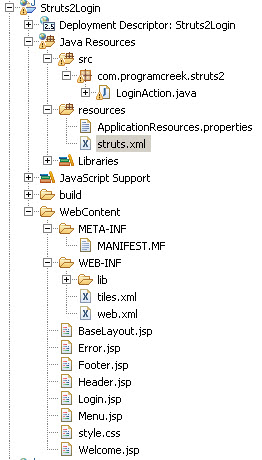 Struts2Login
Deployment Descriptor: Struts2Login
Java Resources
src
com.programcreek.struts2
LoginAction.java
resources
ApplicationResources.properties
struts.xml
Libraries
JavaScript Support
build
WebContent
META-INF
MANIFEST.MF
WEB-INF
lib
tiles.xml
web.xml
BaseLayout.jsp
Error.jsp
Footer.jsp
Header.jsp
Login.jsp
Menu.jsp
style.css
Welcome.jsp